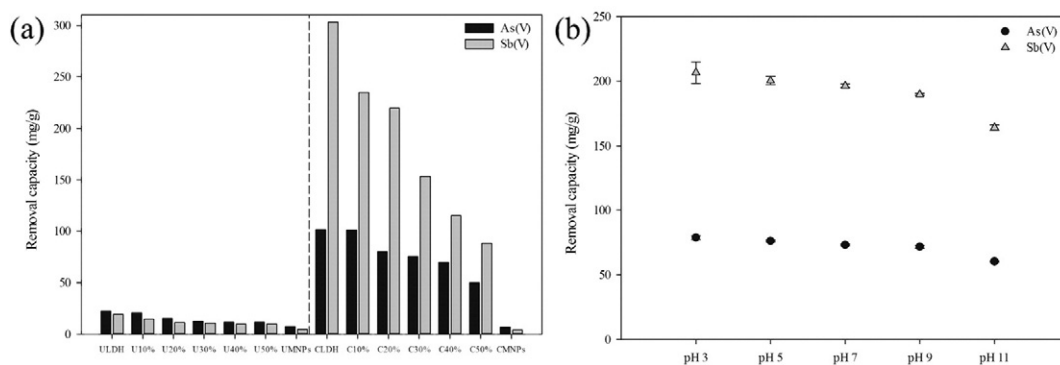 (a)
As(V)
Sb(V)
Removal capacity (mg/g)
300
250
200
150
100
50
0
ULDH U10% U20% U30% U40% U50% UMNPs CLDH C10% C20% C30% C40% C50% CMNPs
(b)
As(V)
Sb(V)
Removal capacity (mg/g)
250
200
150
100
50
0
pH 3 pH 5 pH 7 pH 9 pH 11